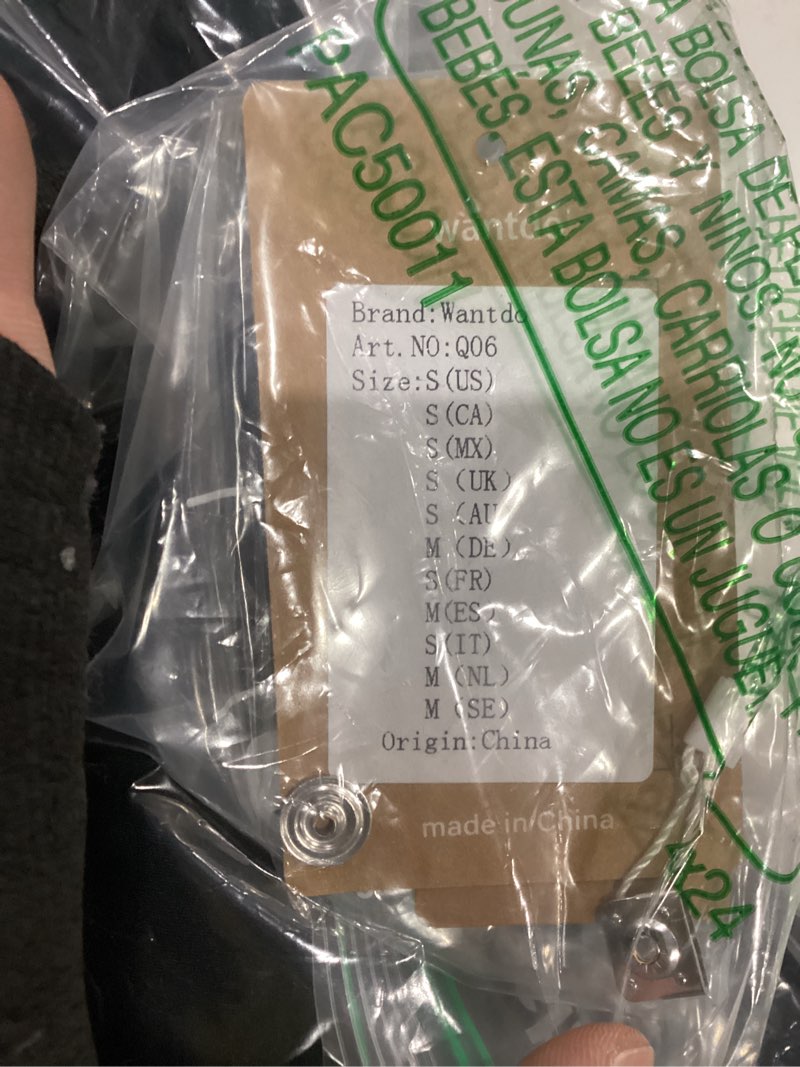 PAC50011
wantdo
Brand:Wantdo
Art.NO:Q06
Size:S(US)
S(CA)
S(MX)
S (UK)
S (AU
M (DE)
S(FR)
M(ES)
S(IT)
M (NL)
M (SE)
Origin:China
made in China
A BOLSA DE
BEBES Y NIÑOS. NO
CUNAS, CAMAS, CARRIOLAS O
BEBÉS. ESTA BOLSA NO ES UN JUGUE
x24